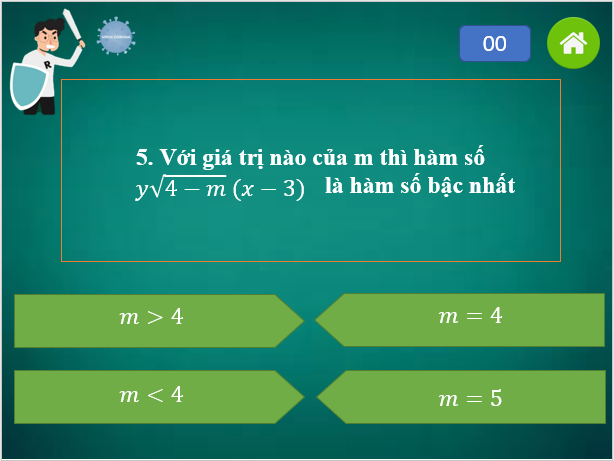 R
00
5. Với giá trị nào của m thì hàm số
y√(4 − m) (x − 3) là hàm số bậc nhất
m > 4
m = 4
m < 4
m = 5